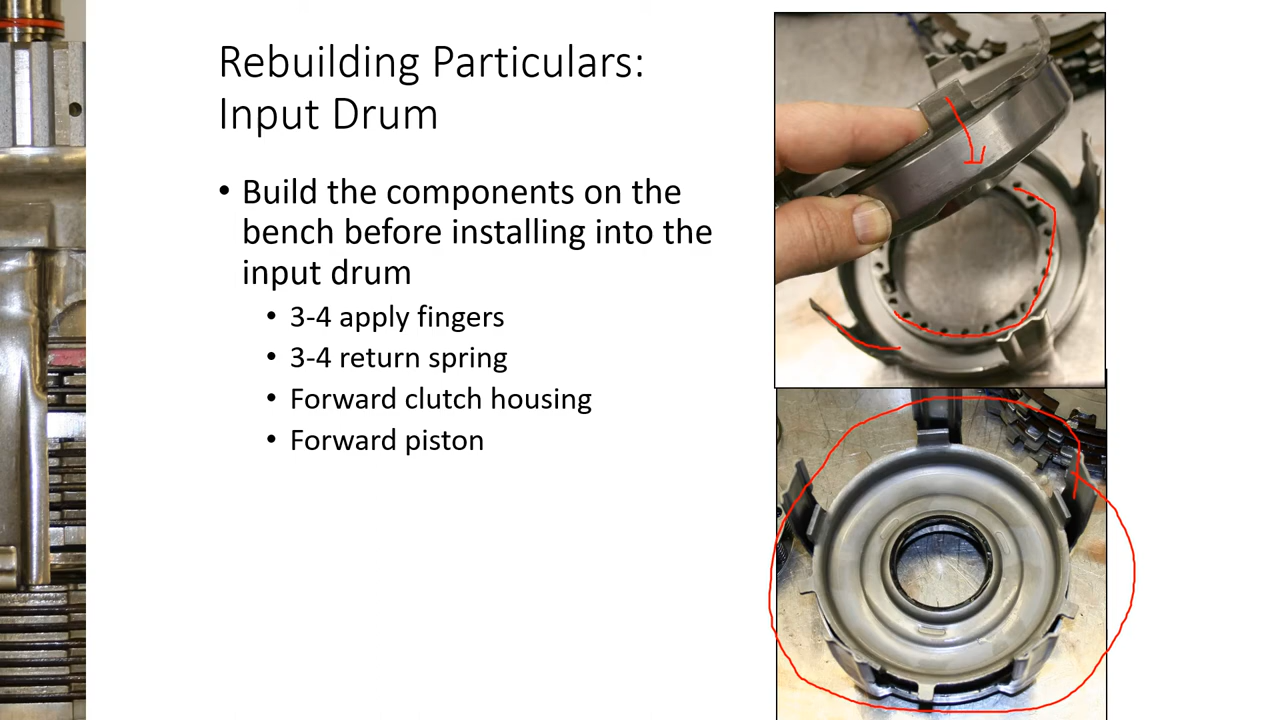 Rebuilding Particulars:
Input Drum
• Build the components on the
bench before installing into the
input drum
• 3-4 apply fingers
• 3-4 return spring
• Forward clutch housing
• Forward piston